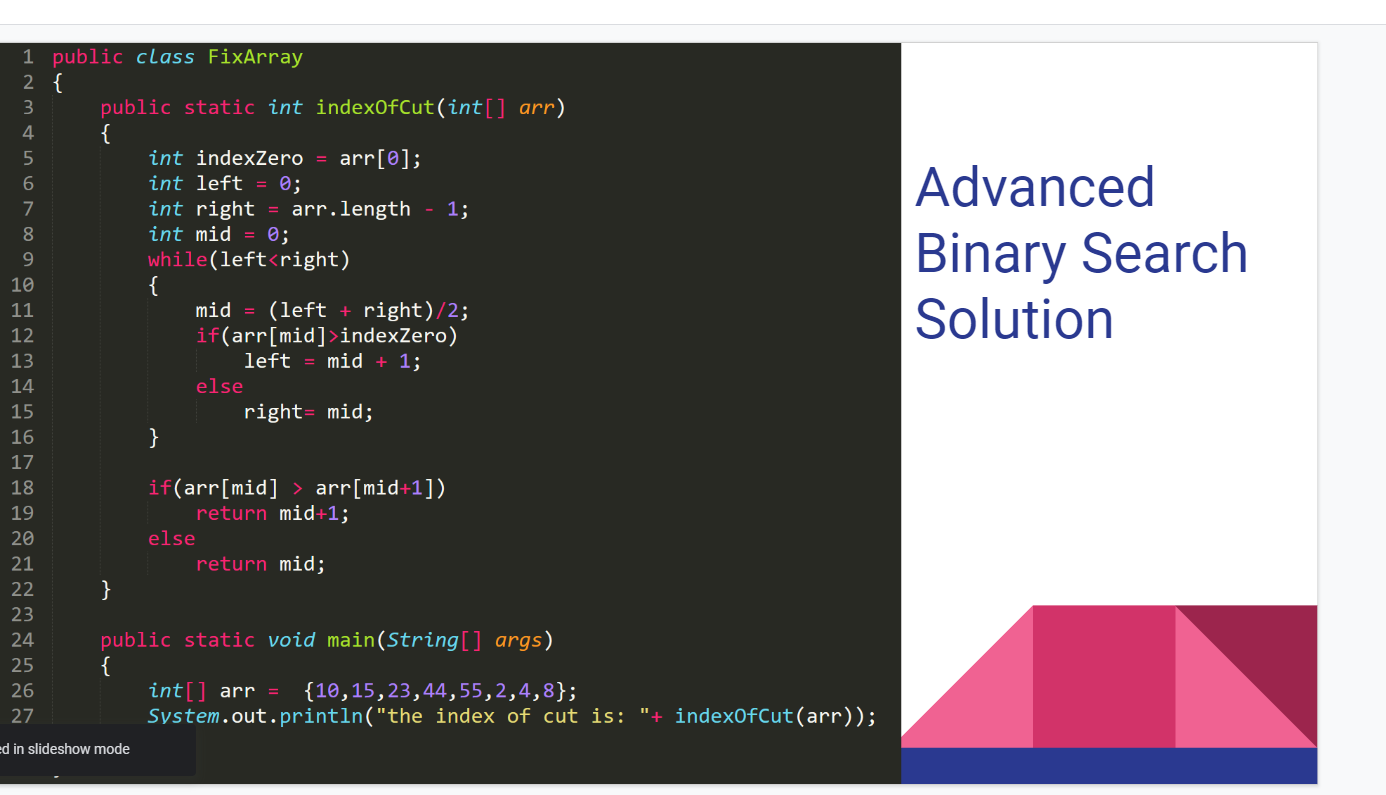 1 public class FixArray
2 {
3 public static int indexOfCut(int[] arr)
4 {
5 int indexZero = arr[0];
6 int left = 0;
7 int right = arr.length - 1;
8 int mid = 0;
9 while(left<right)
10 {
11 mid = (left + right)/2;
12 if(arr[mid]>indexZero)
13 left = mid + 1;
14 else
15 right= mid;
16 }
17
18 if(arr[mid] > arr[mid+1])
19 return mid+1;
20 else
21 return mid;
22 }
23
24 public static void main(String[] args)
25 {
26 int[] arr =  {10,15,23,44,55,2,4,8};
27 System.out.println("the index of cut is: "+ indexOfCut(arr));
in slideshow mode
Advanced
Binary Search
Solution